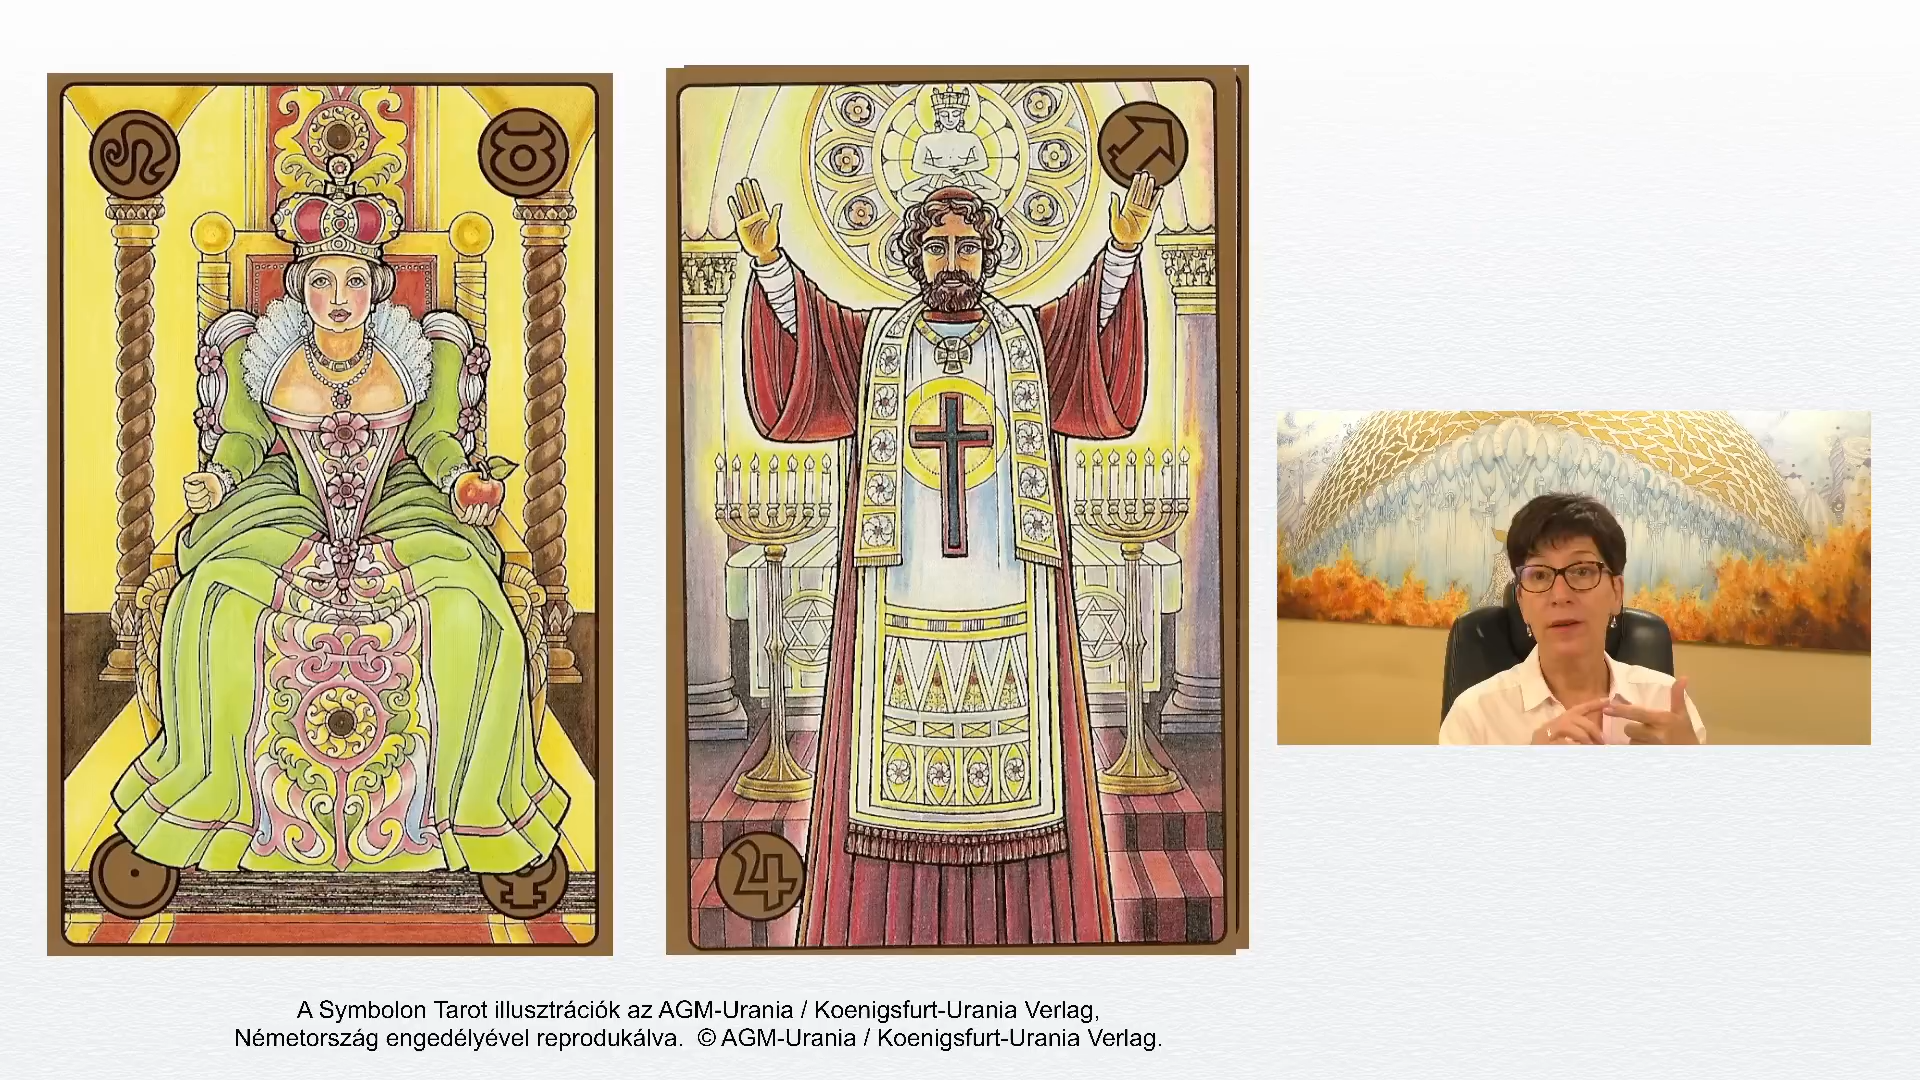 A Symbolon Tarot illusztrációk az AGM-Urania / Koenigsfurt-Urania Verlag,
Németország engedélyével reprodukálva.  © AGM-Urania / Koenigsfurt-Urania Verlag.